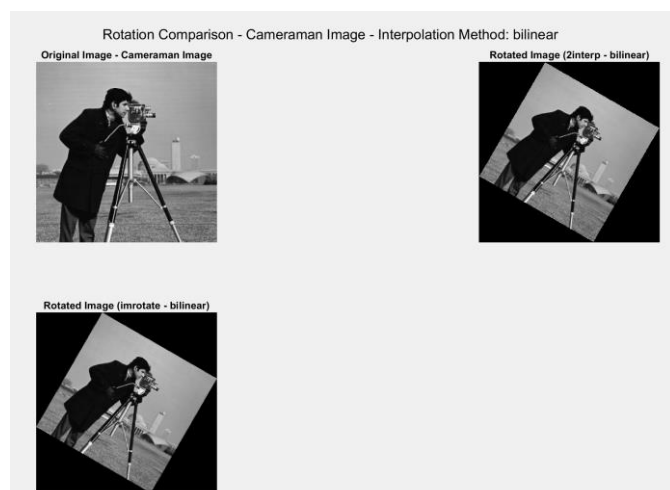 Rotation Comparison - Cameraman Image - Interpolation Method: bilinear
Original Image - Cameraman Image
Rotated Image (2interp - bilinear)
Rotated Image (imrotate - bilinear)